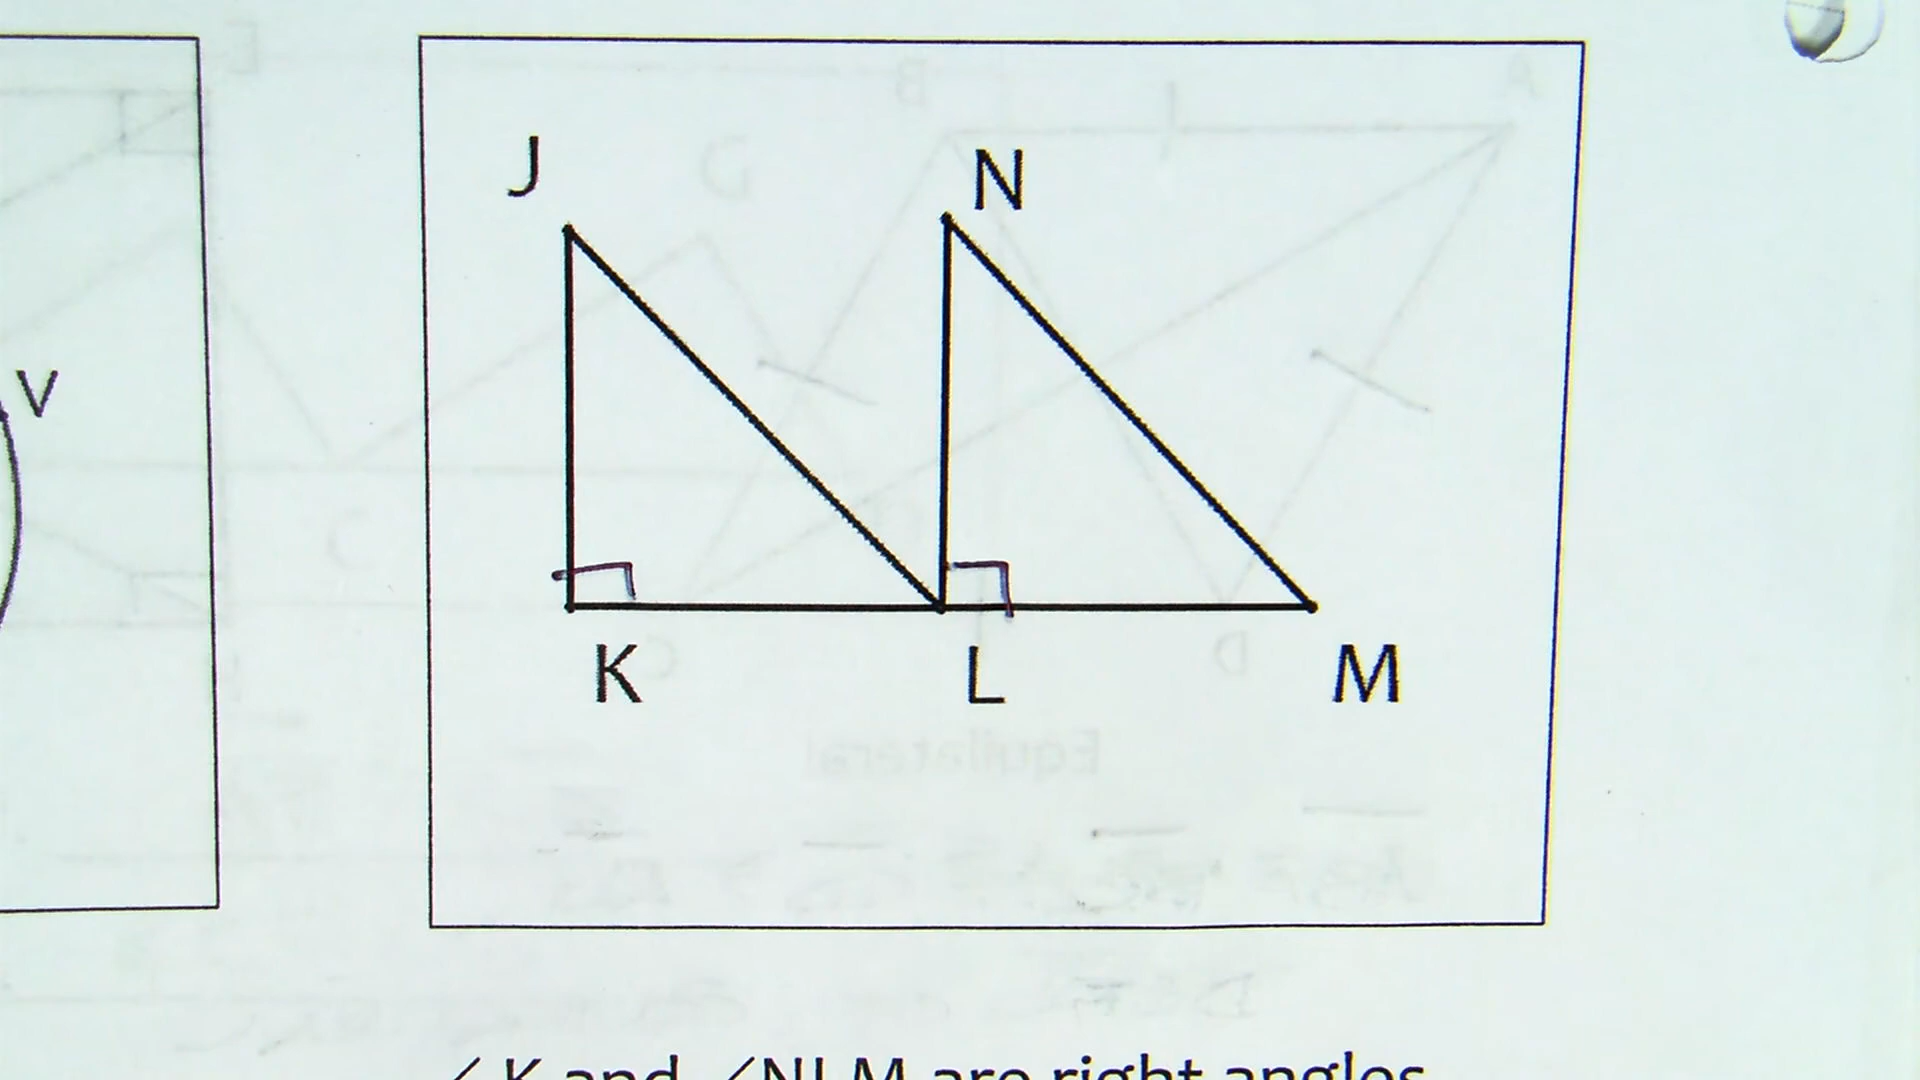 J
N
V
K
L
M
∠K and ∠NLM are right angles